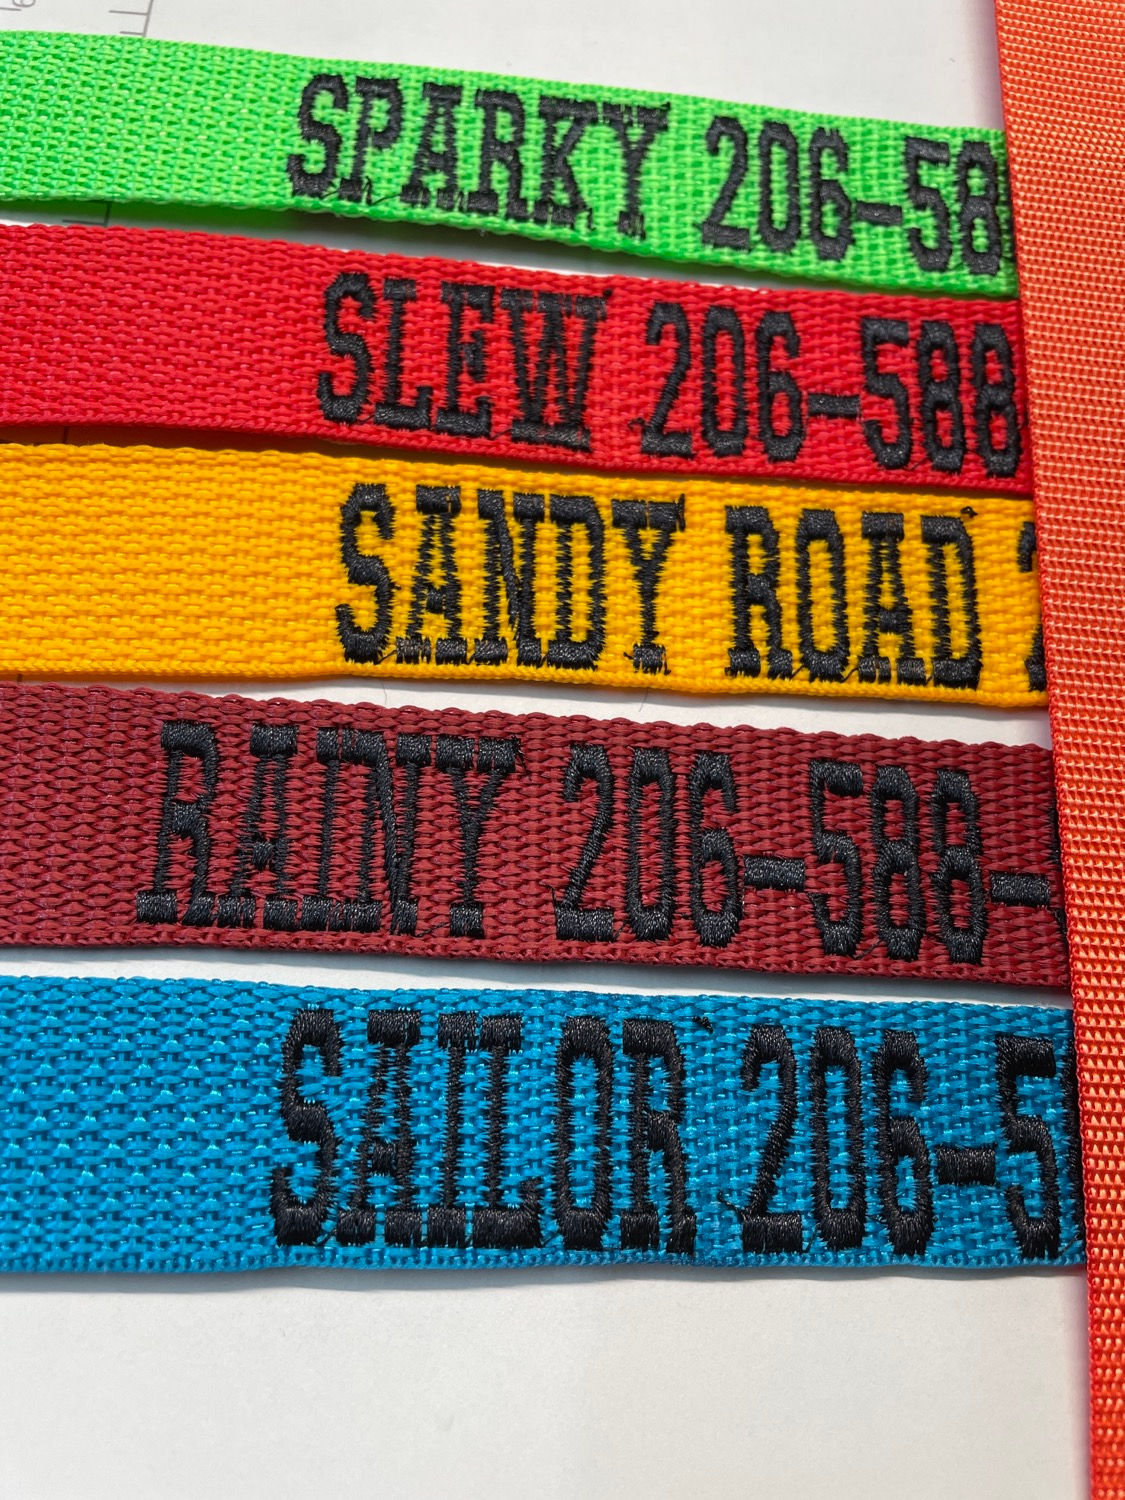 SPARKY 206-58
SLEW 206-588
SANDY ROAD
RAINY 206-588-
SAILOR 206-5